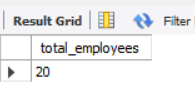 Result Grid Filter
total_employees
20